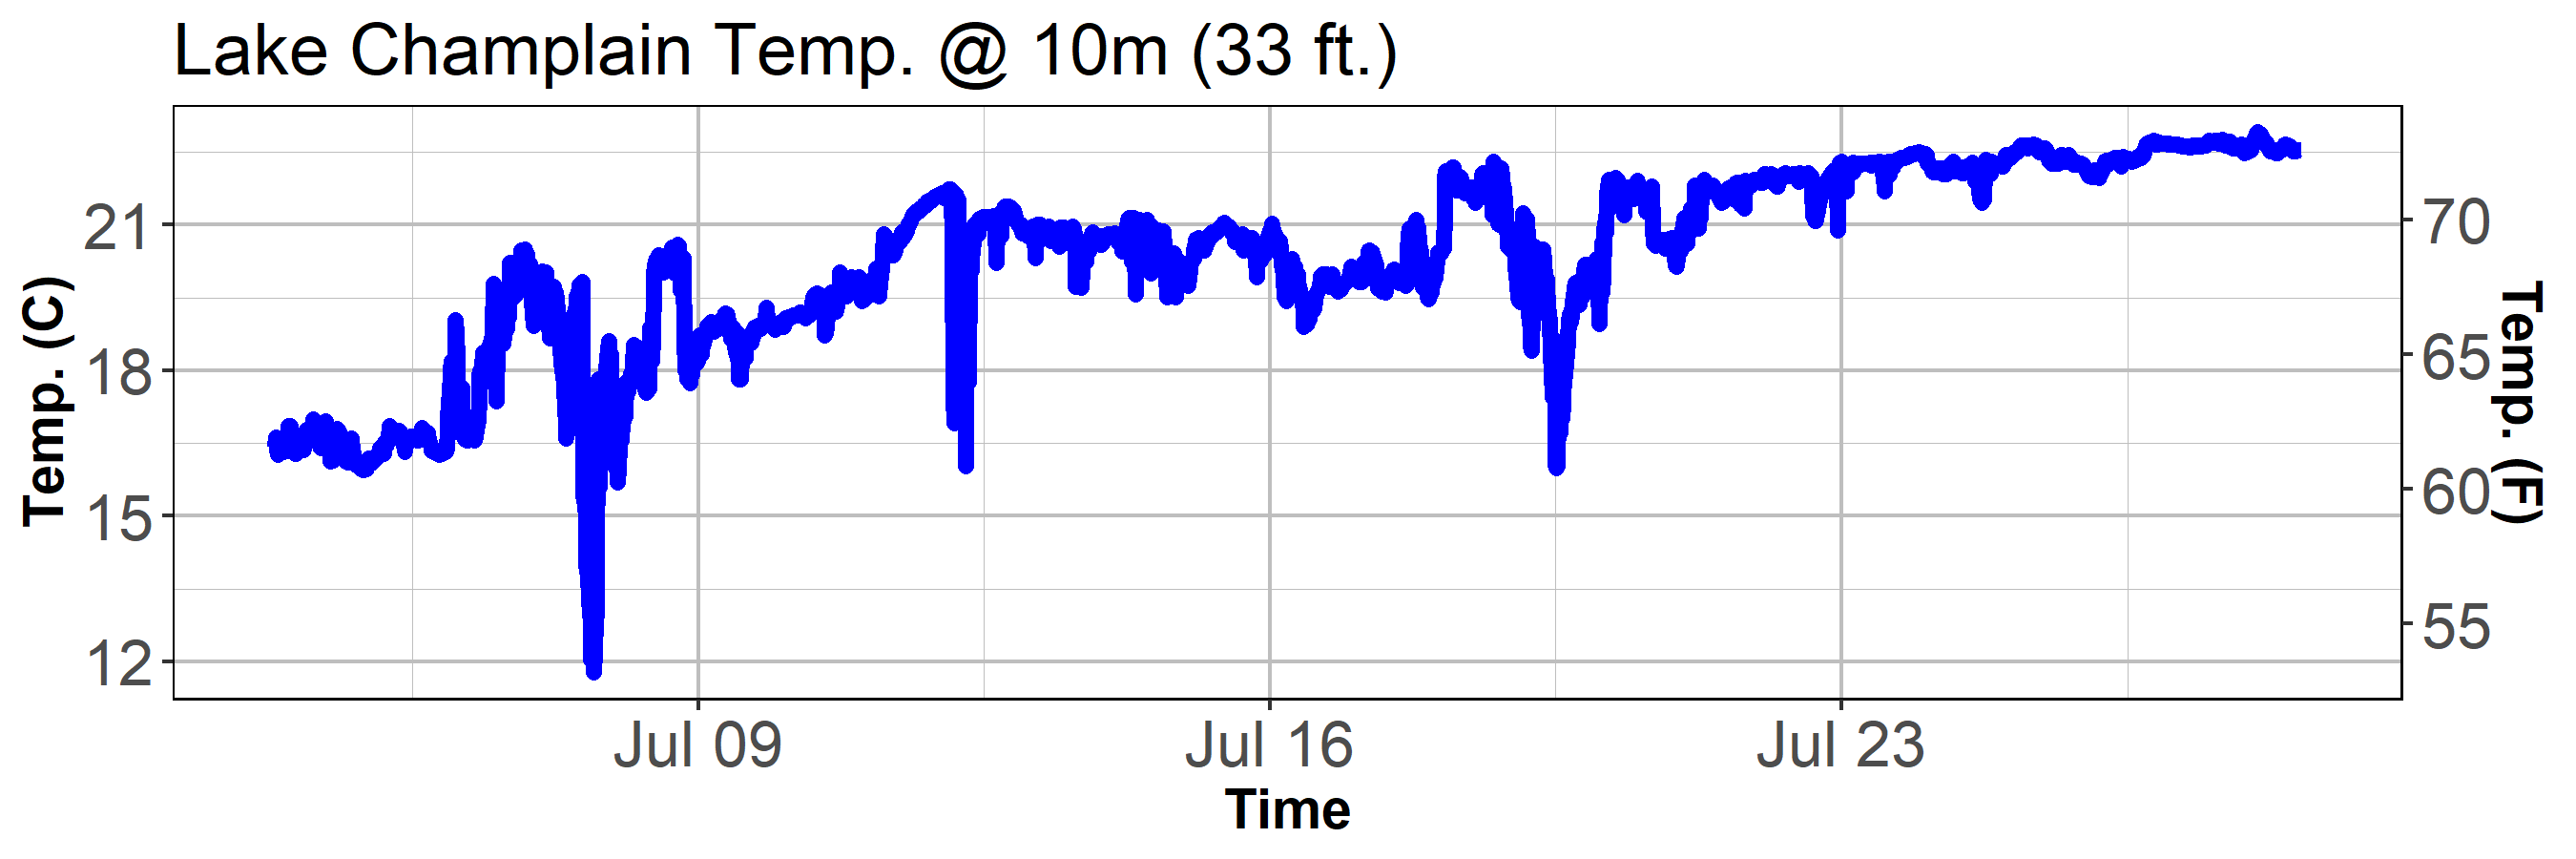 Lake Champlain Temp. @ 10m (33 ft.)
Temp. (C)
21
18
15
12
70
65
60
55
Temp. (F)
Jul 09
Jul 16
Jul 23
Time